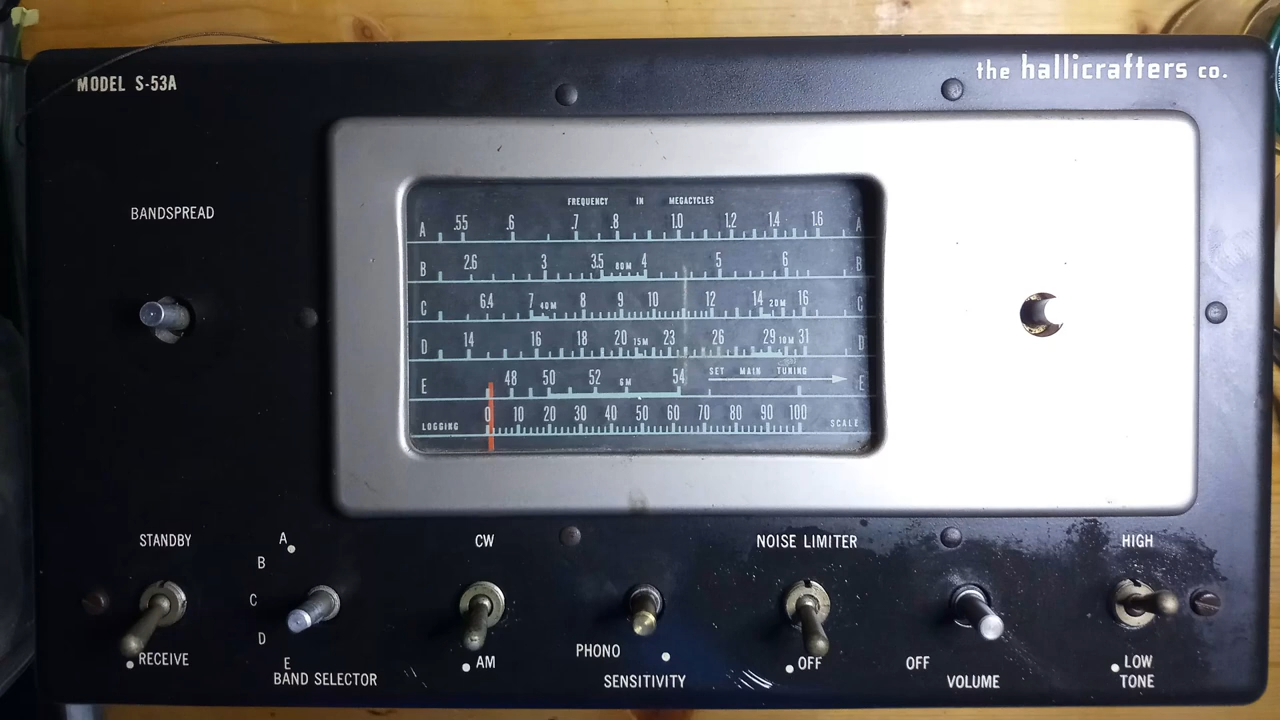 MODEL S-53A
the hallicrafters co.
BANDSPREAD
FREQUENCY IN MEGACYCLES
A .55 .6 .7 .8 1.0 1.2 1.4 1.6 A
B 2.6 3 3.5 80M 4 5 6 B
C 6.4 7 40M 8 9 10 12 14 20M 16 C
D 14 16 18 20 15M 23 26 29 10M 31 D
E 48 50 52 6M 54 SET MAIN TUNING E
LOGGING 0 10 20 30 40 50 60 70 80 90 100 SCALE
STANDBY A CW NOISE LIMITER HIGH
B
C
D
RECEIVE E AM PHONO OFF OFF LOW
BAND SELECTOR SENSITIVITY VOLUME TONE